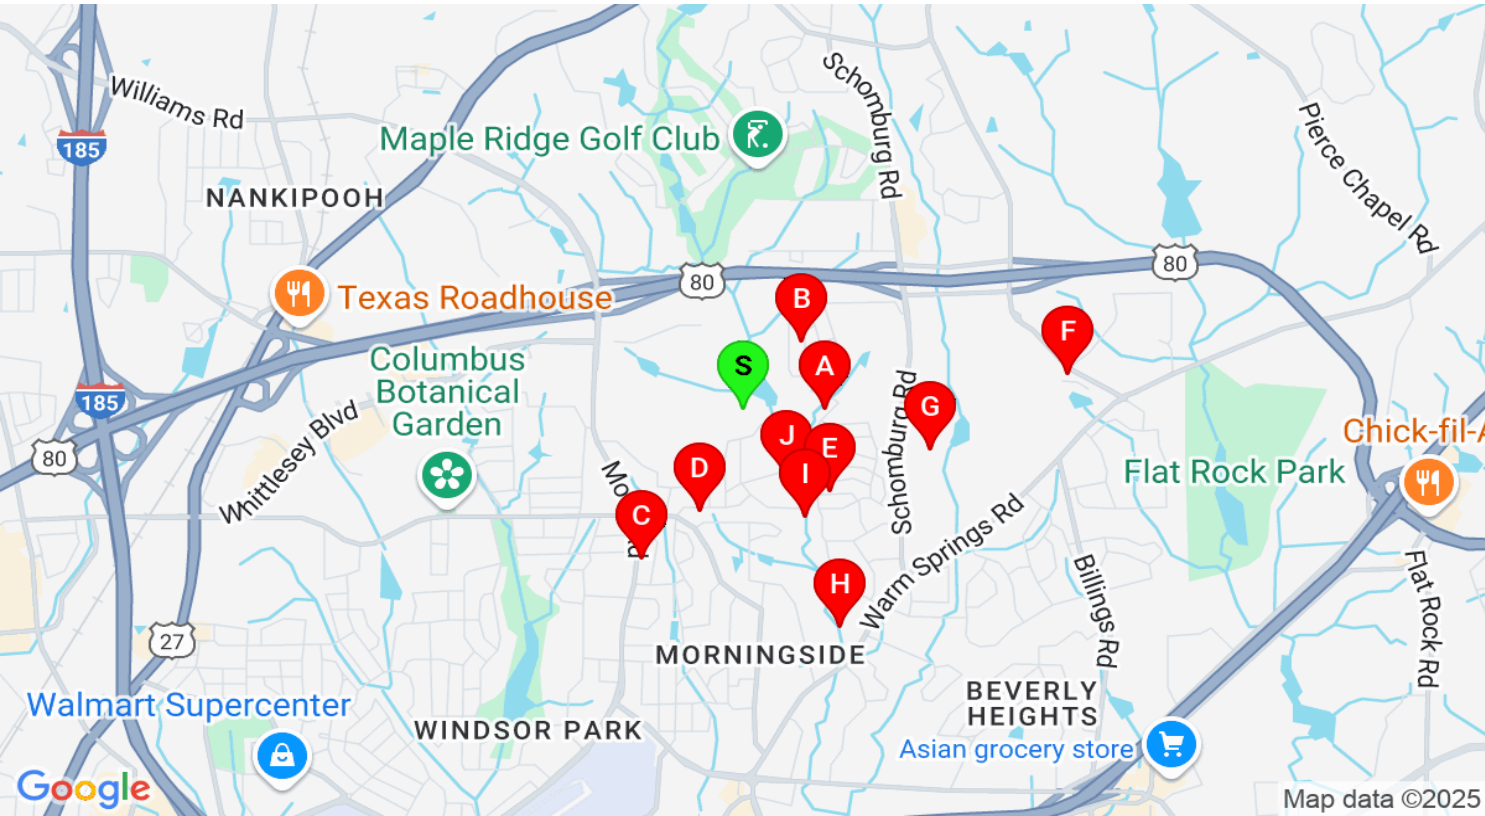 Williams Rd
185
NANKIPOOH
Maple Ridge Golf Club
Schomburg Rd
Pierce Chapel Rd
80
80
Texas Roadhouse
B
F
S
A
G
Columbus
Botanical
Garden
185
80
Whittlesey Blvd
Schomburg Rd
J
E
I
D
C
H
Chick-fil-A
Flat Rock Park
Warm Springs Rd
Billings Rd
Flat Rock Rd
27
MORNINGSIDE
BEVERLY
HEIGHTS
Walmart Supercenter
WINDSOR PARK
Asian grocery store
Google
Map data ©2025